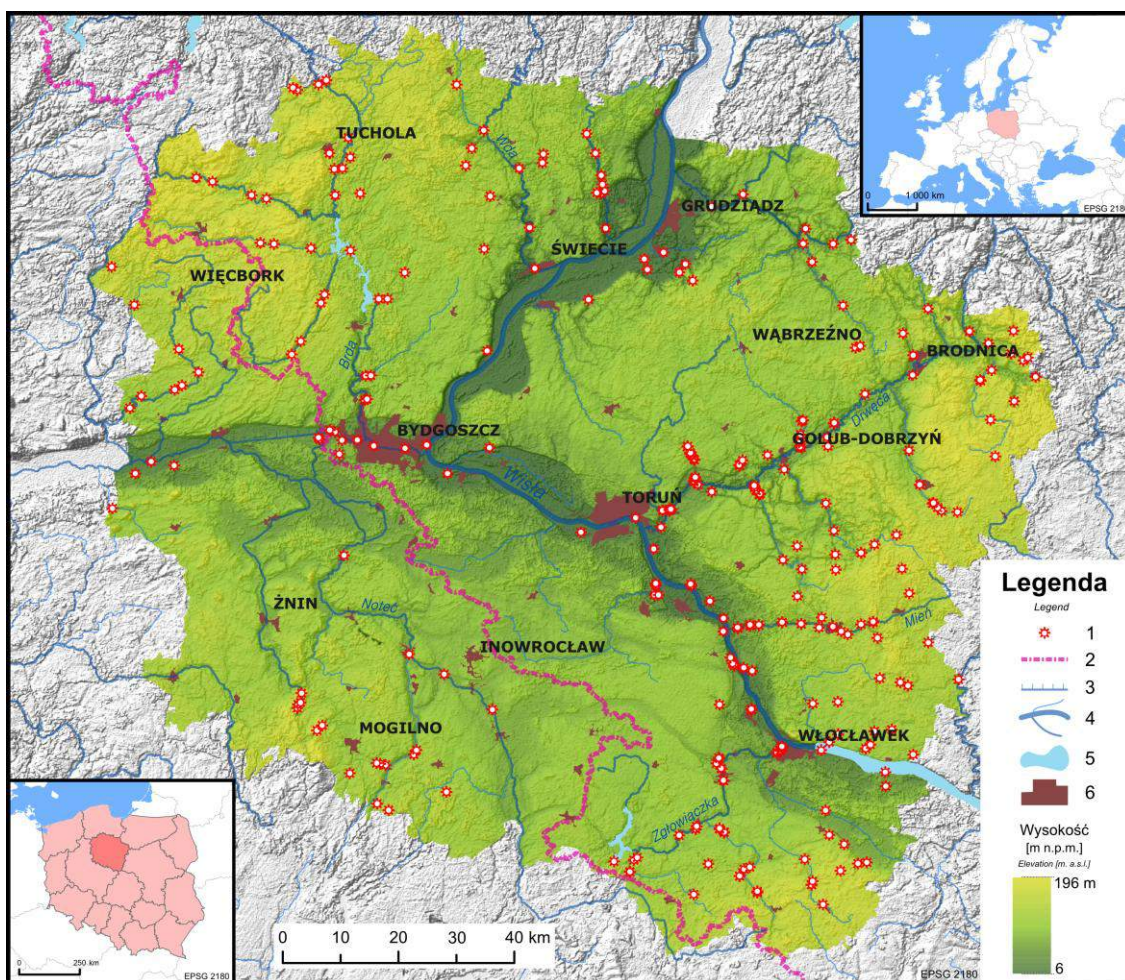 TUCHOLA
Wda
0
1 000 km
EPSG 2180
GRUDZIĄDZ
ŚWIECIE
WIĘCBORK
WĄBRZEŹNO
BRODNICA
Brda
Drwęca
BYDGOSZCZ
GOLUB-DOBRZYŃ
Wisła
TORUŃ
ŻNIN
Noteć
INOWROCŁAW
Mień
MOGILNO
WŁOCŁAWEK
Zgłowiączka
Legenda
Legend
1
2
3
4
5
6
Wysokość
[m n.p.m.]
Elevation [m. a.s.l.]
196 m
6
0
250 km
EPSG 2180
0 10 20 30 40 km
EPSG 2180